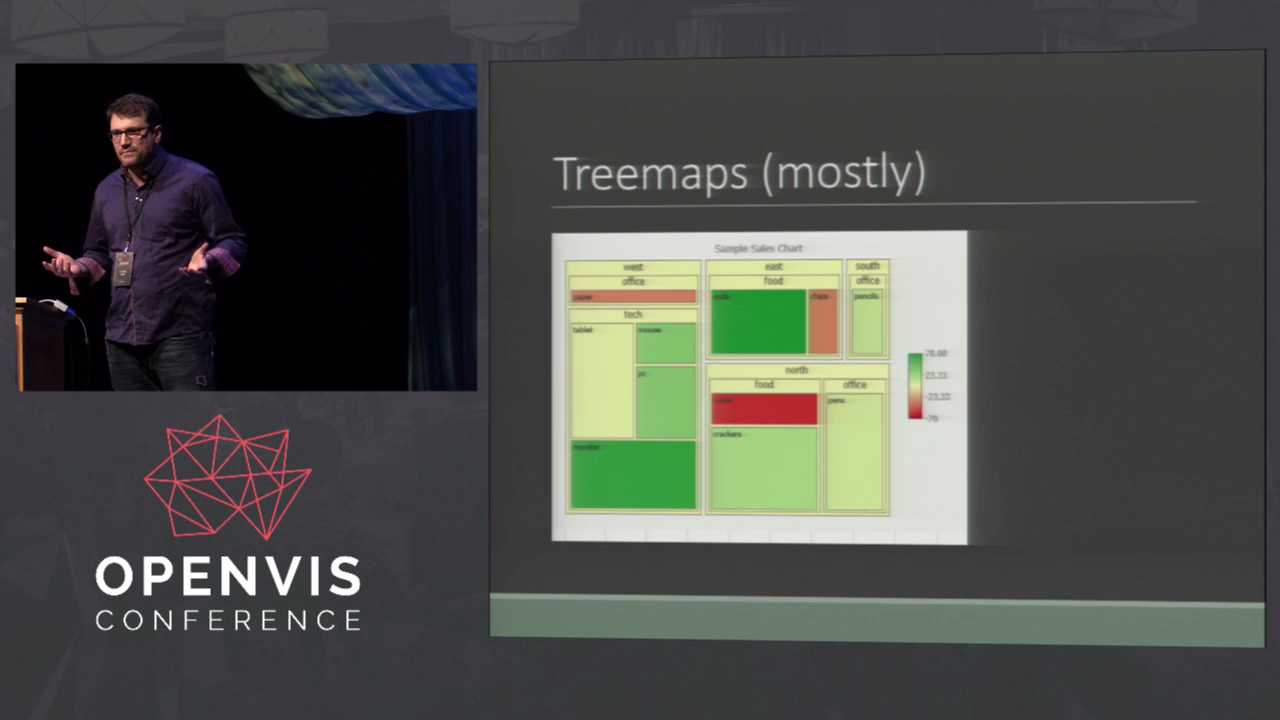 Treemaps (mostly)
Sample Sales Chart
west
office
paper
tech
tablet
mouse
pc
monitor
east
food
soda
chips
south
office
pencils
north
food
office
pens
crackers
70.00
23.33
-23.33
-70
OPENVIS
CONFERENCE